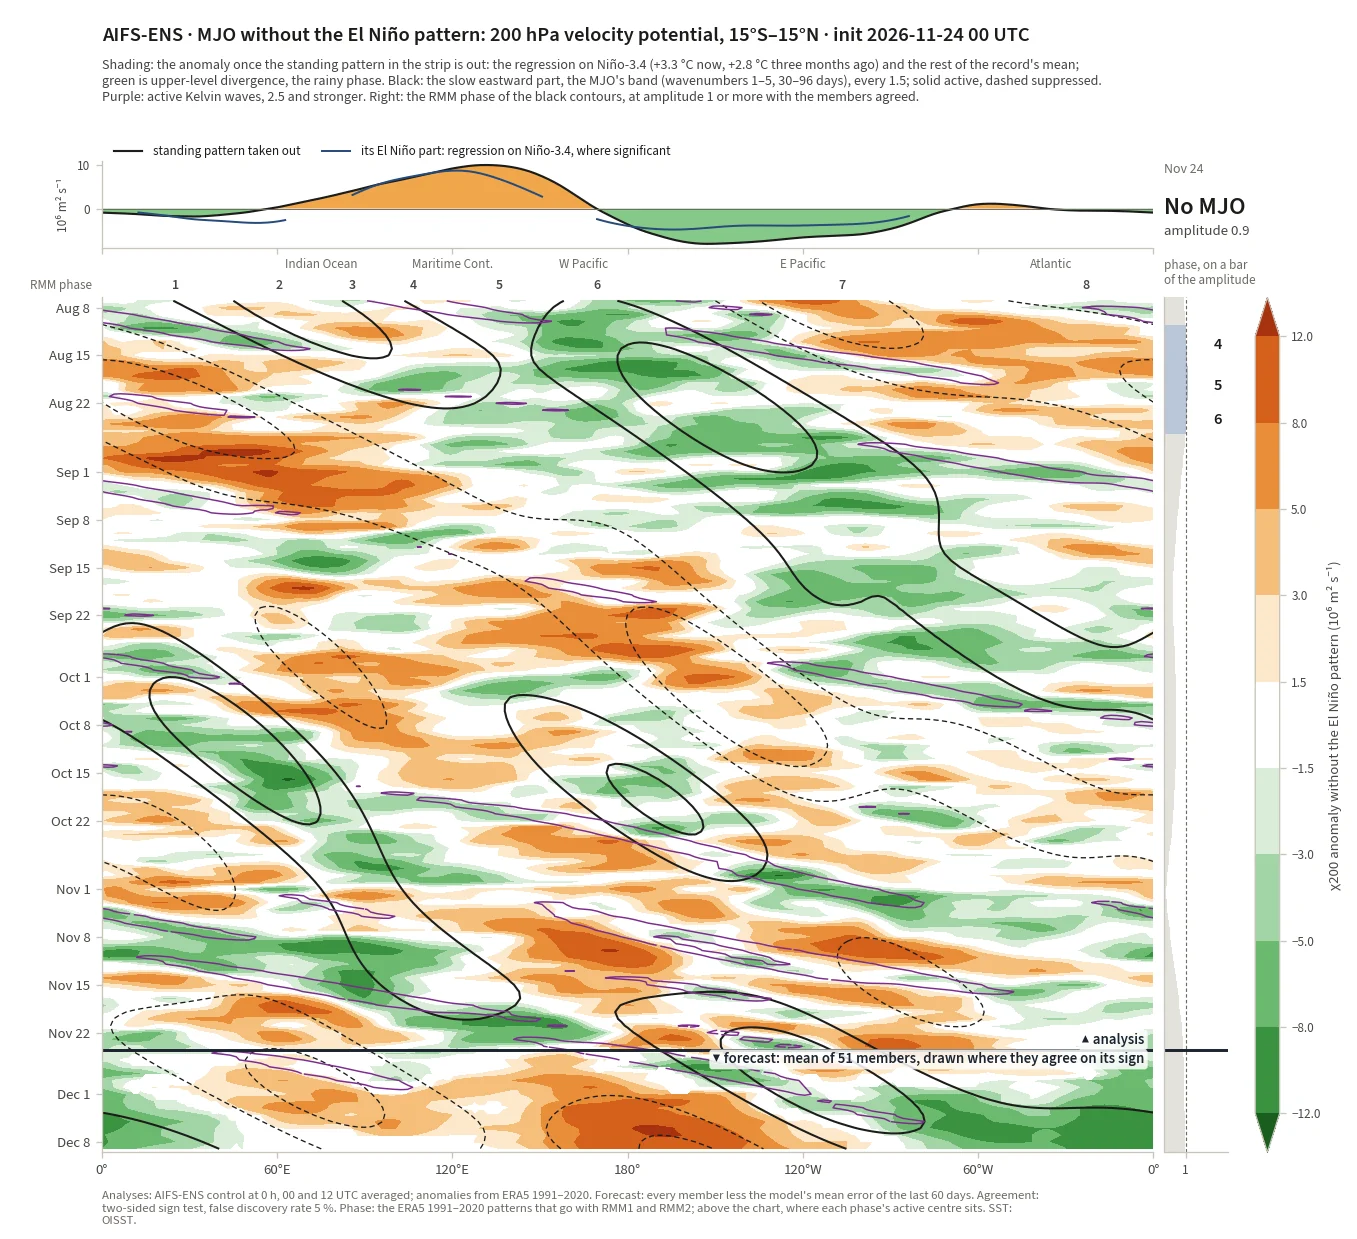 AIFS-ENS · MJO without the El Niño pattern: 200 hPa velocity potential, 15°S–15°N · init 2026-11-24 00 UTC
Shading: the anomaly once the standing pattern in the strip is out: the regression on Niño-3.4 (+3.3 °C now, +2.8 °C three months ago) and the rest of the record's mean;
green is upper-level divergence, the rainy phase. Black: the slow eastward part, the MJO's band (wavenumbers 1–5, 30–96 days), every 1.5; solid active, dashed suppressed.
Purple: active Kelvin waves, 2.5 and stronger. Right: the RMM phase of the black contours, at amplitude 1 or more with the members agreed.
standing pattern taken out
its El Niño part: regression on Niño-3.4, where significant
10
0
10⁶ m² s⁻¹
Nov 24
No MJO
amplitude 0.9
Indian Ocean
Maritime Cont.
W Pacific
E Pacific
Atlantic
phase, on a bar
of the amplitude
RMM phase
1
2
3
4
5
6
7
8
Aug 8
Aug 15
Aug 22
Sep 1
Sep 8
Sep 15
Sep 22
Oct 1
Oct 8
Oct 15
Oct 22
Nov 1
Nov 8
Nov 15
Nov 22
Dec 1
Dec 8
4
5
6
▲ analysis
▼ forecast: mean of 51 members, drawn where they agree on its sign
12.0
8.0
5.0
3.0
1.5
−1.5
−3.0
−5.0
−8.0
−12.0
χ200 anomaly without the El Niño pattern (10⁶ m² s⁻¹)
0°
60°E
120°E
180°
120°W
60°W
0°
1
Analyses: AIFS-ENS control at 0 h, 00 and 12 UTC averaged; anomalies from ERA5 1991–2020. Forecast: every member less the model's mean error of the last 60 days. Agreement:
two-sided sign test, false discovery rate 5 %. Phase: the ERA5 1991–2020 patterns that go with RMM1 and RMM2; above the chart, where each phase's active centre sits. SST:
OISST.